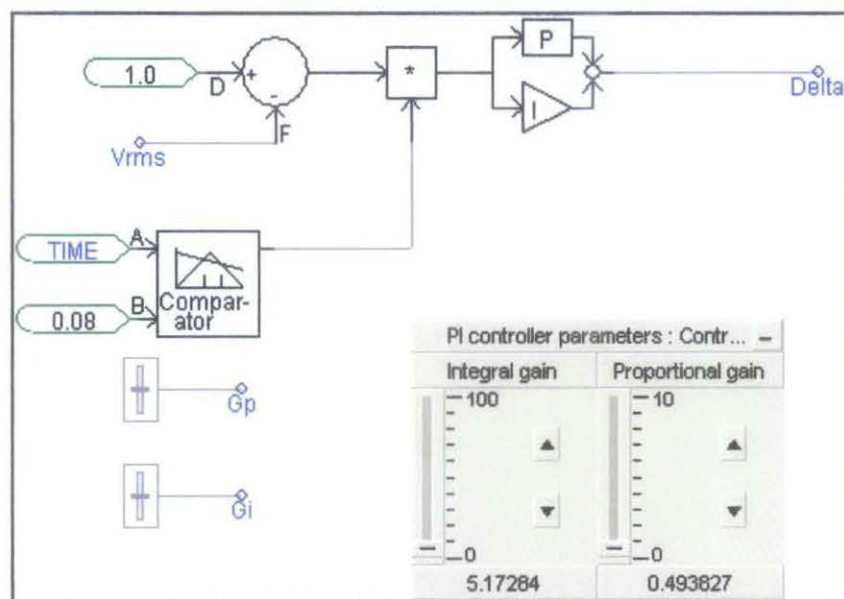 1.0
D
+
-
F
Vrms
*
P
I
Delta
TIME
A
0.08
B
Compar-
ator
Gp
Gi
PI controller parameters : Contr...
Integral gain
Proportional gain
100
0
10
0
5.17284
0.493827